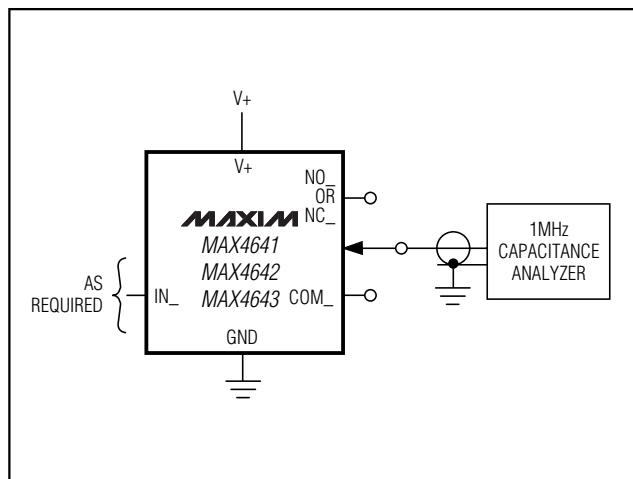 V+
V+
NO_
OR
NC_
MAXIM
MAX4641
MAX4642
MAX4643
COM_
AS
REQUIRED
IN_
GND
1MHz
CAPACITANCE
ANALYZER